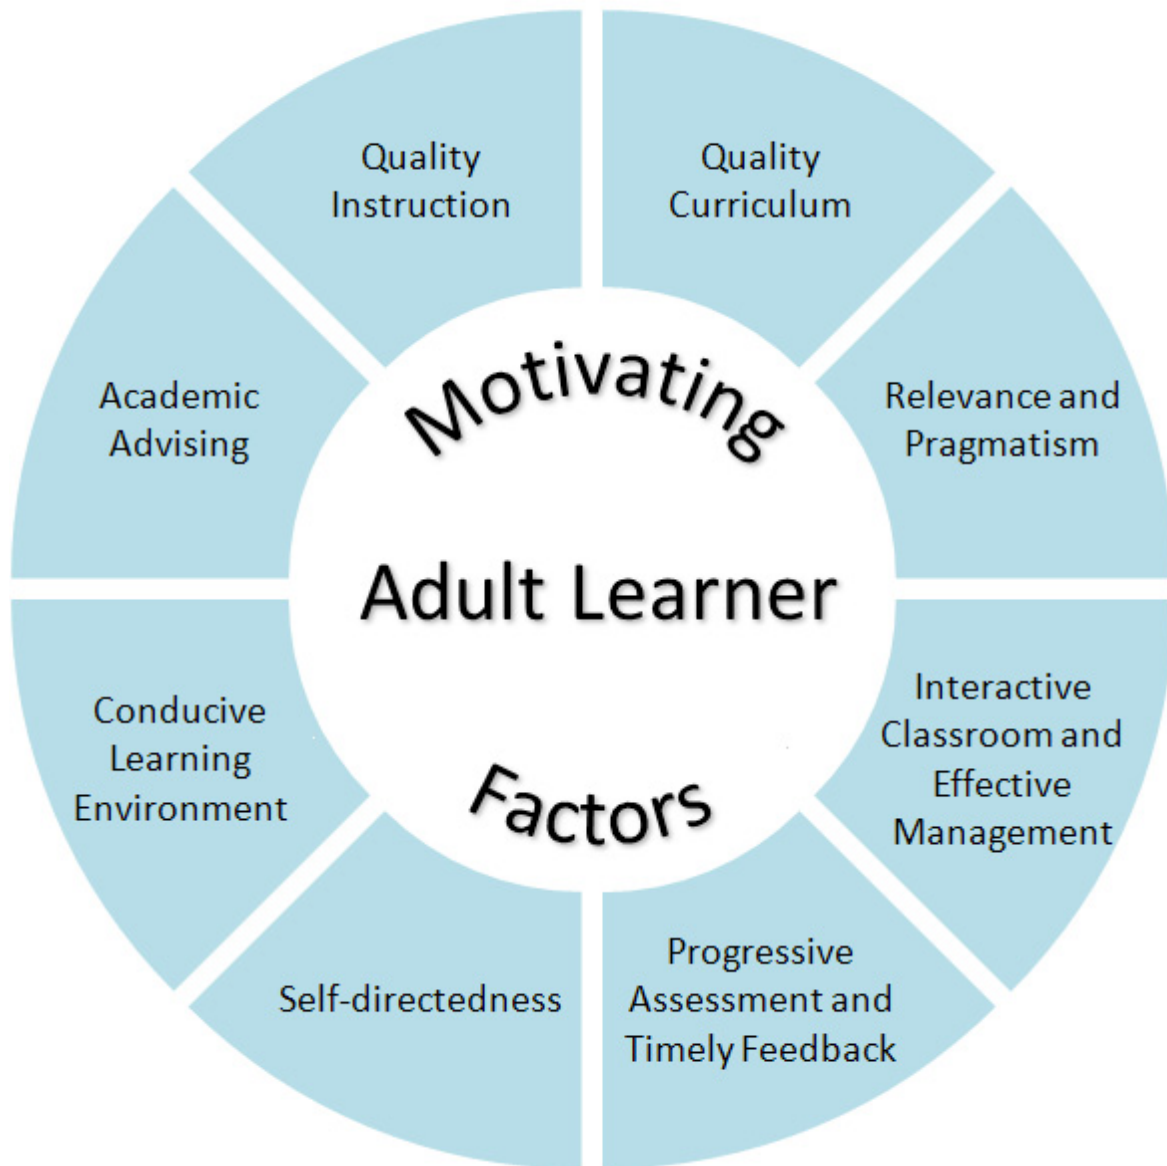 Quality
Instruction
Quality
Curriculum
Academic
Advising
Relevance and
Pragmatism
Motivating
Adult Learner
Factors
Conducive
Learning
Environment
Interactive
Classroom and
Effective
Management
Self-directedness
Progressive
Assessment and
Timely Feedback